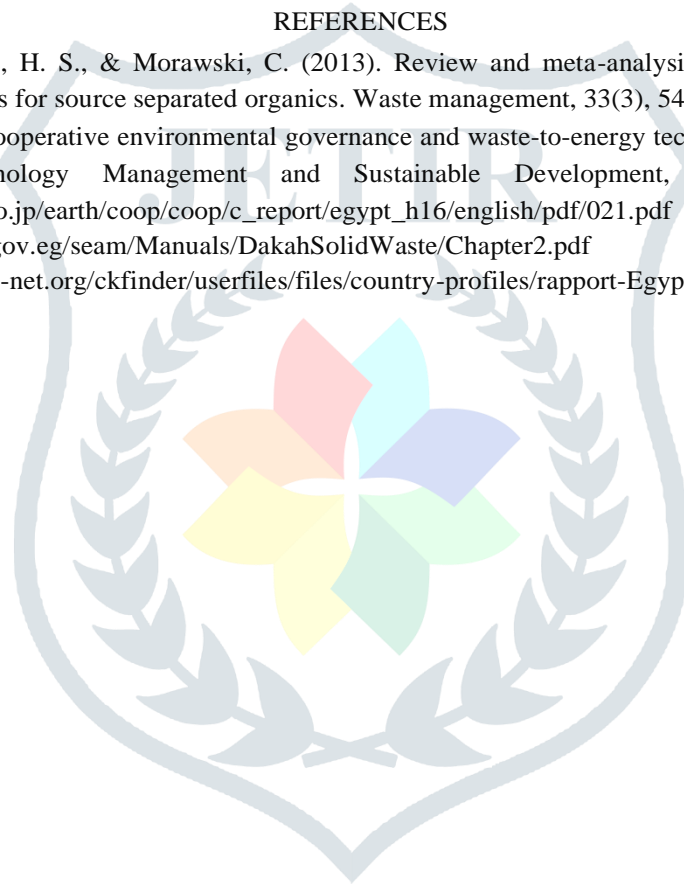 REFERENCES
, H. S., & Morawski, C. (2013). Review and meta-analysi
s for source separated organics. Waste management, 33(3), 54
ooperative environmental governance and waste-to-energy tec
nology Management and Sustainable Development,
o.jp/earth/coop/coop/c_report/egypt_h16/english/pdf/021.pdf
gov.eg/seam/Manuals/DakahSolidWaste/Chapter2.pdf
-net.org/ckfinder/userfiles/files/country-profiles/rapport-Egyp
JETIR